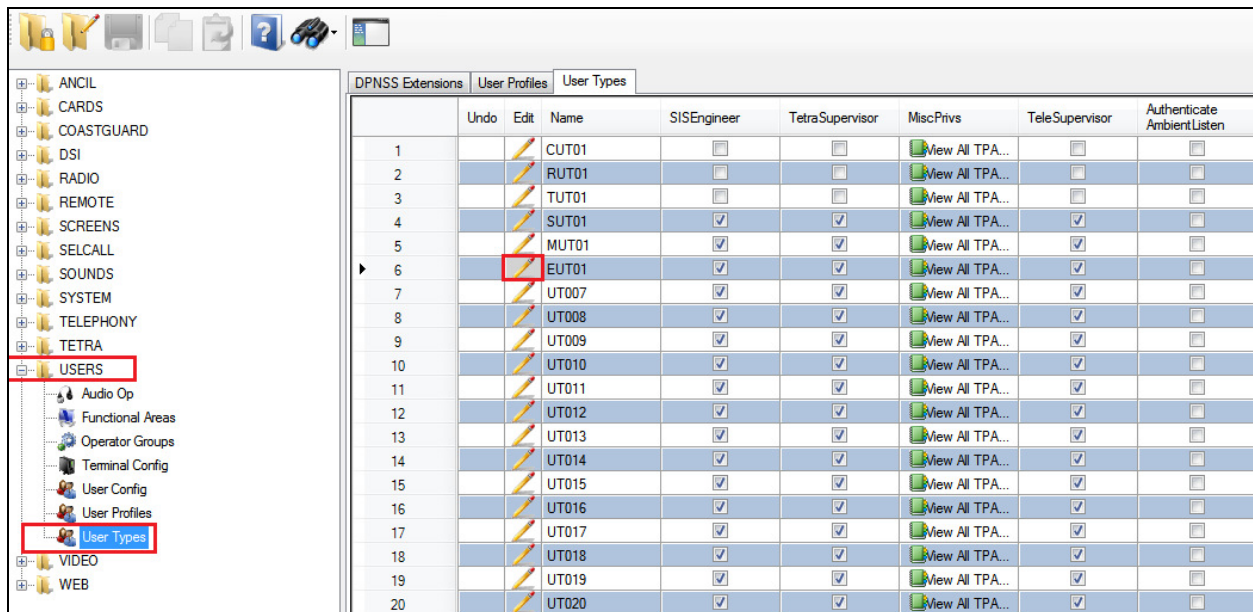 ANCIL
CARDS
COASTGUARD
DSI
RADIO
REMOTE
SCREENS
SELCALL
SOUNDS
SYSTEM
TELEPHONY
TETRA
USERS
Audio Op
Functional Areas
Operator Groups
Terminal Config
User Config
User Profiles
User Types
VIDEO
WEB
DPNSS Extensions User Profiles User Types
Undo Edit Name SISEngineer TetraSupervisor MiscPrivs TeleSupervisor Authenticate AmbientListen
1 CUT01 View All TPA...
2 RUT01 View All TPA...
3 TUT01 View All TPA...
4 SUT01 View All TPA...
5 MUT01 View All TPA...
6 EUT01 View All TPA...
7 UT007 View All TPA...
8 UT008 View All TPA...
9 UT009 View All TPA...
10 UT010 View All TPA...
11 UT011 View All TPA...
12 UT012 View All TPA...
13 UT013 View All TPA...
14 UT014 View All TPA...
15 UT015 View All TPA...
16 UT016 View All TPA...
17 UT017 View All TPA...
18 UT018 View All TPA...
19 UT019 View All TPA...
20 UT020 View All TPA...